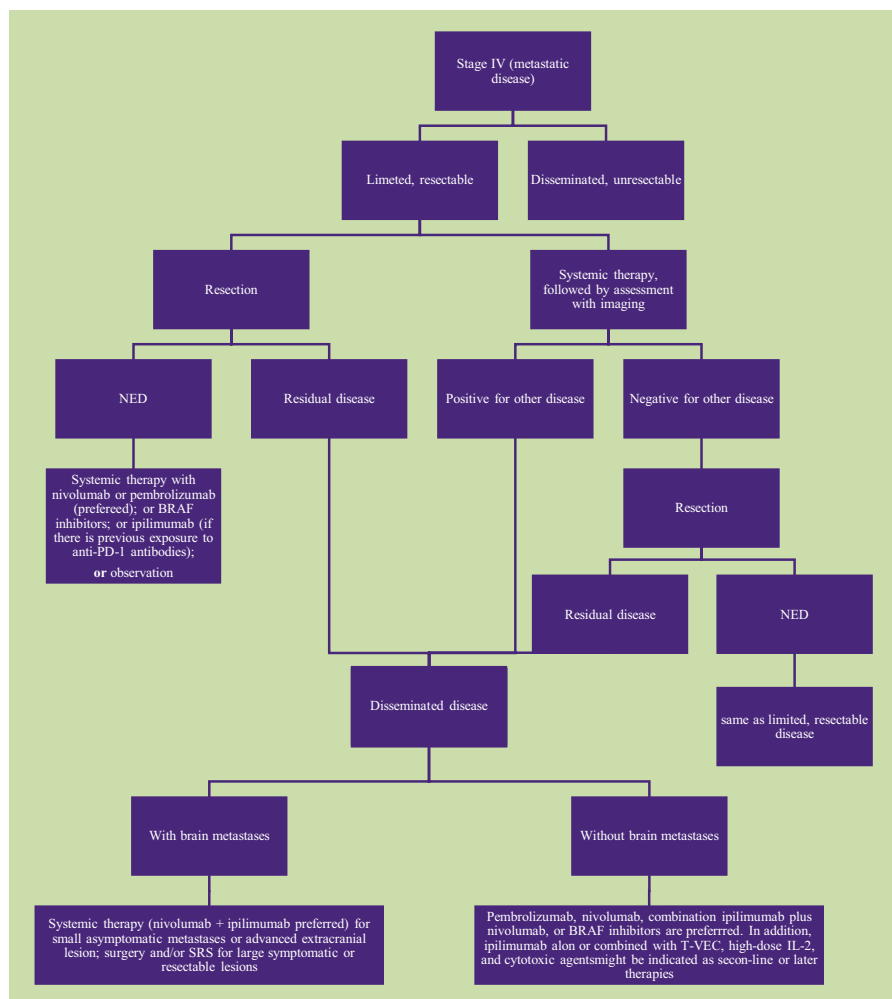 Stage IV (metastatic
disease)
Limeted, resectable
Disseminated, unresectable
Resection
Systemic therapy,
followed by assessment
with imaging
NED
Residual disease
Positive for other disease
Negative for other disease
Systemic therapy with
nivolumab or pembrolizumab
(prefereed); or BRAF
inhibitors; or ipilimumab (if
there is previous exposure to
anti-PD-1 antibodies);
or observation
Resection
Residual disease
NED
Disseminated disease
same as limited, resectable
disease
With brain metastases
Without brain metastases
Systemic therapy (nivolumab + ipilimumab preferred) for
small asymptomatic metastases or advanced extracranial
lesion; surgery and/or SRS for large symptomatic or
resectable lesions
Pembrolizumab, nivolumab, combination ipilimumab plus
nivolumab, or BRAF inhibitors are preferrred. In addition,
ipilimumab alon or combined with T-VEC, high-dose IL-2,
and cytotoxic agentsmight be indicated as secon-line or later
therapies